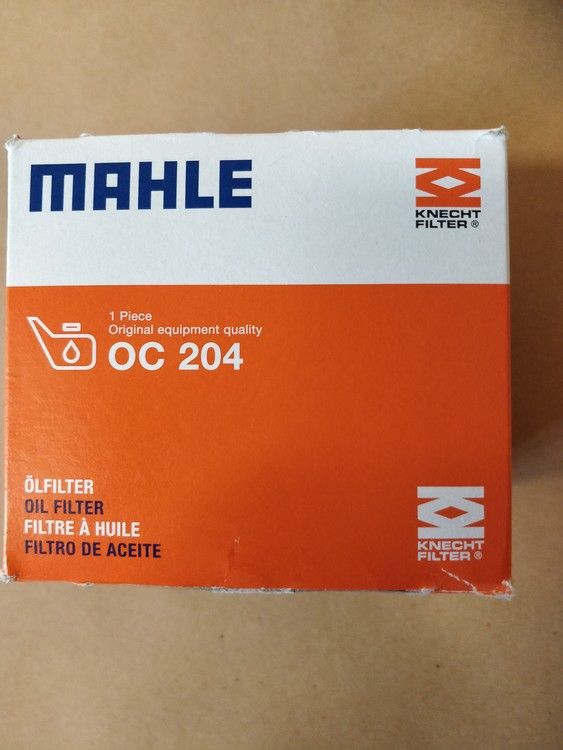 MAHLE
KNECHT
FILTER®
1 Piece
Original equipment quality
OC 204
ÖLFILTER
OIL FILTER
FILTRE À HUILE
FILTRO DE ACEITE
KNECHT
FILTER®